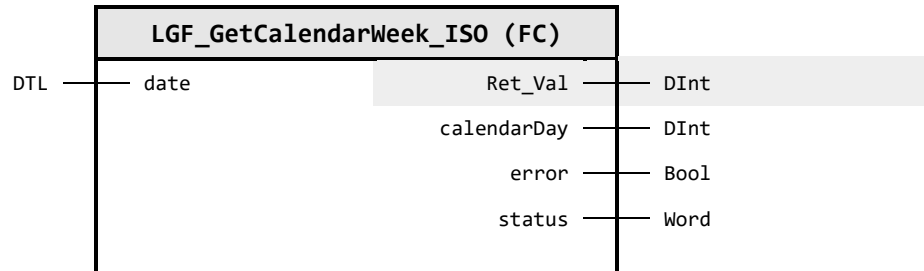 LGF_GetCalendarWeek_ISO (FC)
DTL date Ret_Val DInt
calendarDay DInt
error Bool
status Word